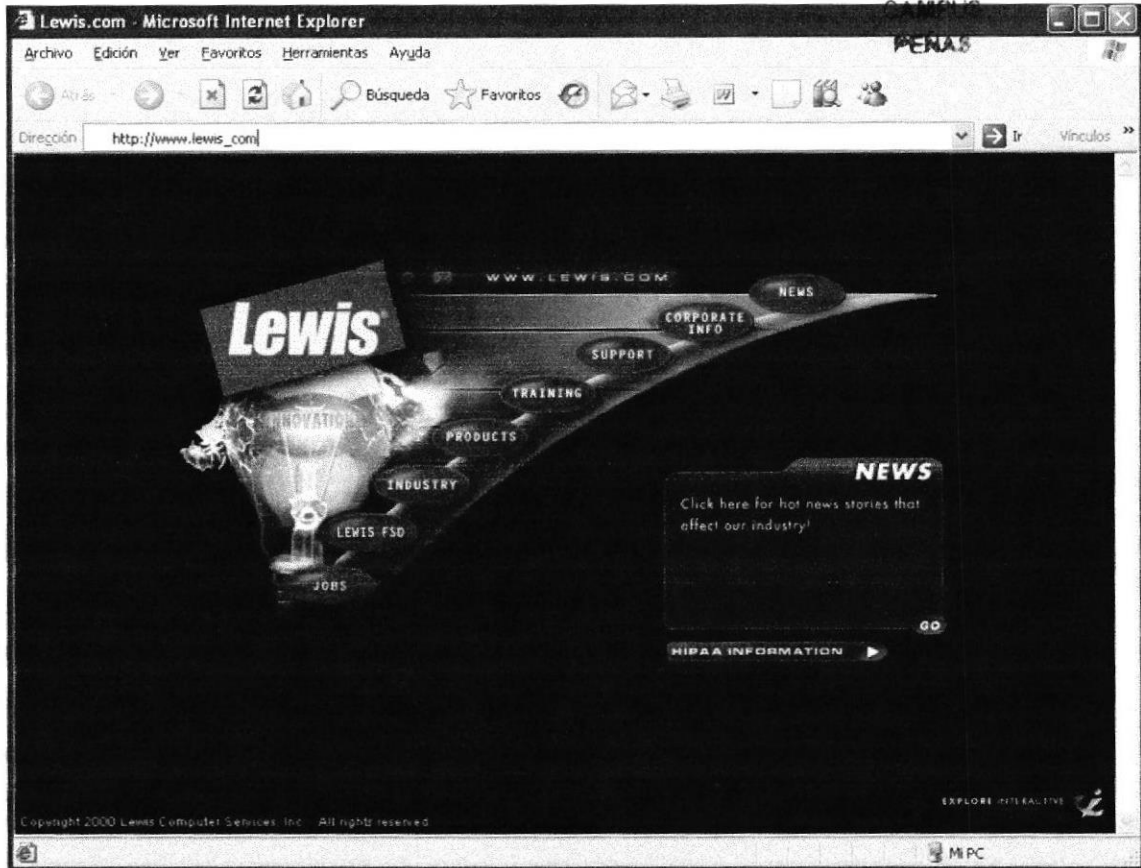 CAMPUS
PEÑAS
Lewis.com - Microsoft Internet Explorer
Archivo Edición Ver Favoritos Herramientas Ayuda
Atrás Búsqueda Favoritos
Dirección http://www.lewis_com Ir Vínculos »
WWW.LEWIS.COM
NEWS
CORPORATE
INFO
Lewis
SUPPORT
TRAINING
INNOVATION
PRODUCTS
INDUSTRY
LEWIS FSD
JOBS
NEWS
Click here for hot news stories that
affect our industry!
GO
HIPAA INFORMATION
EXPLORE INTERACTIVE
Copyright 2000 Lewis Computer Services, Inc. All rights reserved.
Mi PC